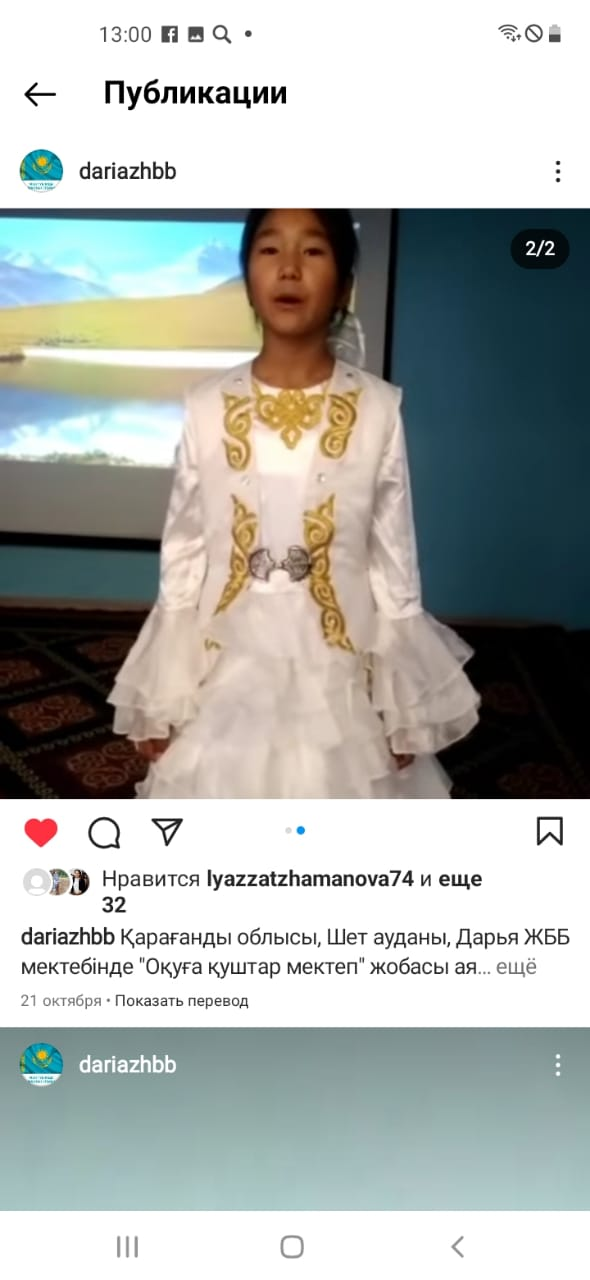 13:00
Публикации
dariazhbb
2/2
Нравится lyazzatzhamanova74 и еще
32
dariazhbb Қарағанды облысы, Шет ауданы, Дарья ЖББ
мектебінде "Оқуға құштар мектеп" жобасы ая... ещё
21 октября • Показать перевод
dariazhbb